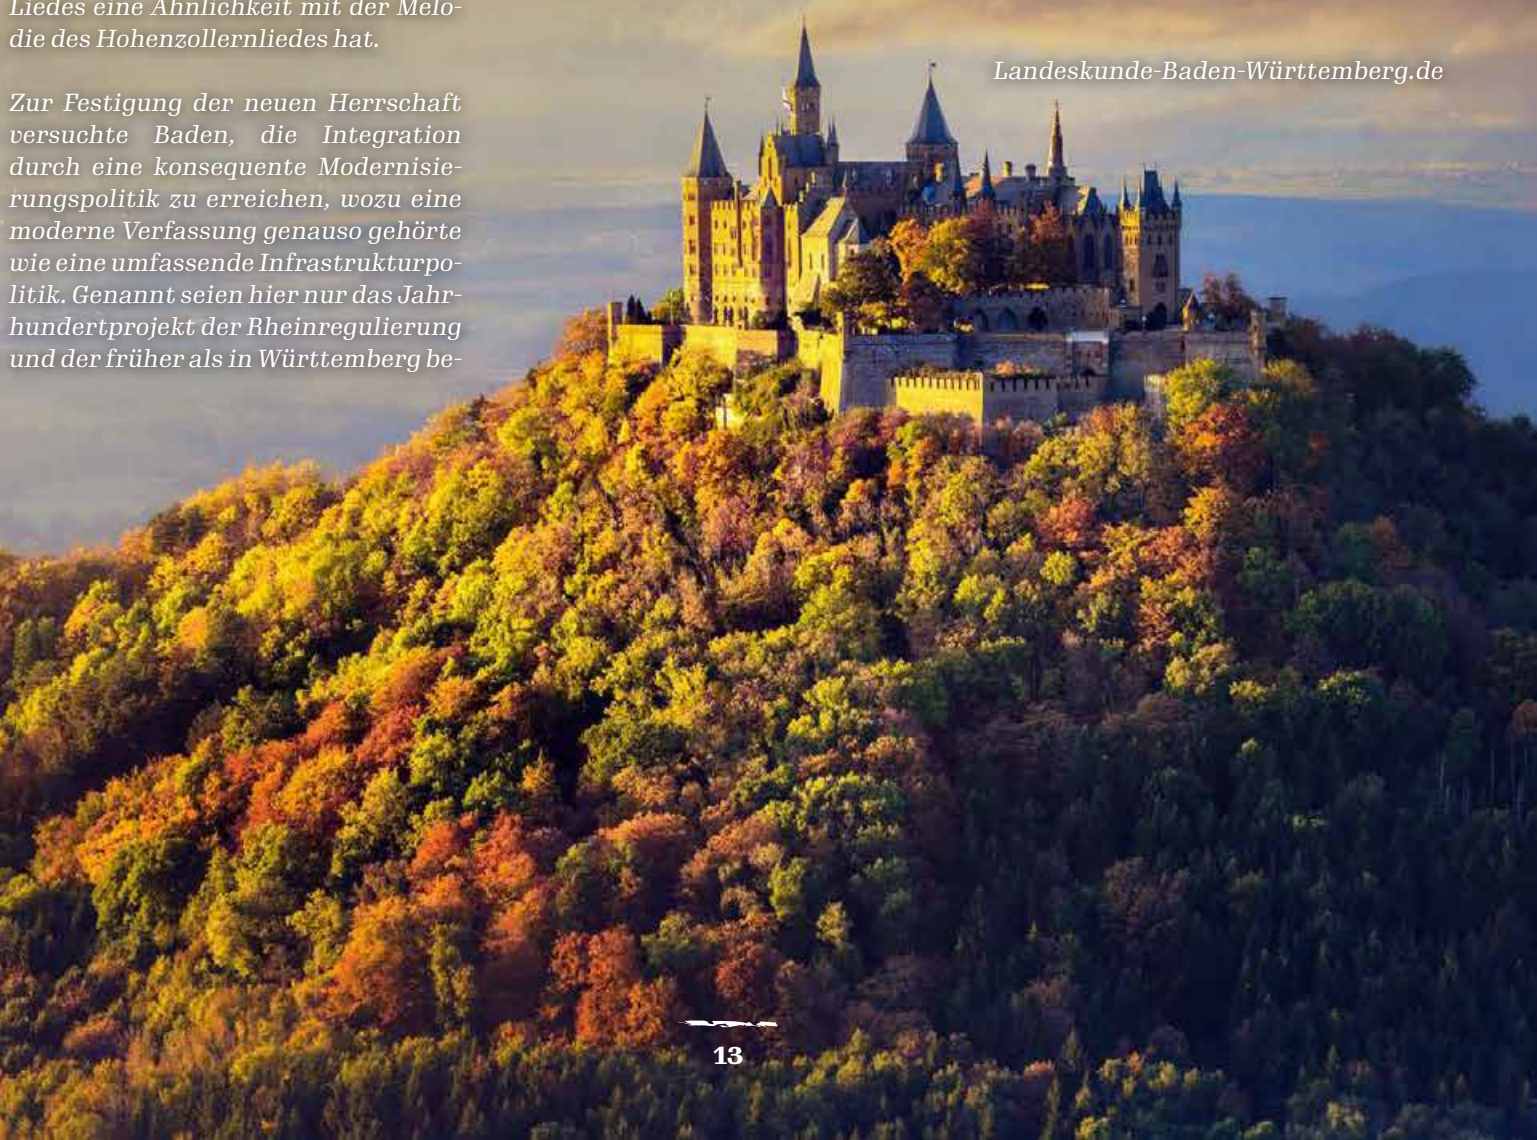 Liedes eine Ähnlichkeit mit der Melo-
die des Hohenzollernliedes hat.
Zur Festigung der neuen Herrschaft
versuchte Baden, die Integration
durch eine konsequente Modernisie-
rungspolitik zu erreichen, wozu eine
moderne Verfassung genauso gehörte
wie eine umfassende Infrastrukturpo-
litik. Genannt seien hier nur das Jahr-
hundertprojekt der Rheinregulierung
und der früher als in Württemberg be-
Landeskunde-Baden-Württemberg.de
13